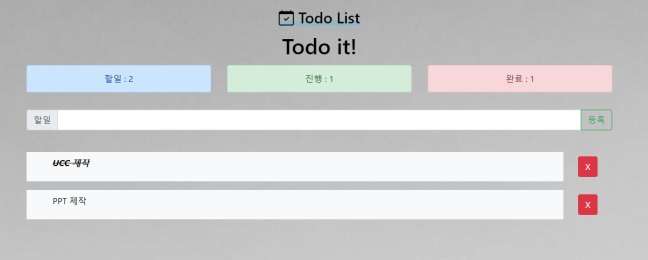 Todo List
Todo it!
할일 : 2
진행 : 1
완료 : 1
할일
등록
UCC 제작
X
PPT 제작
X